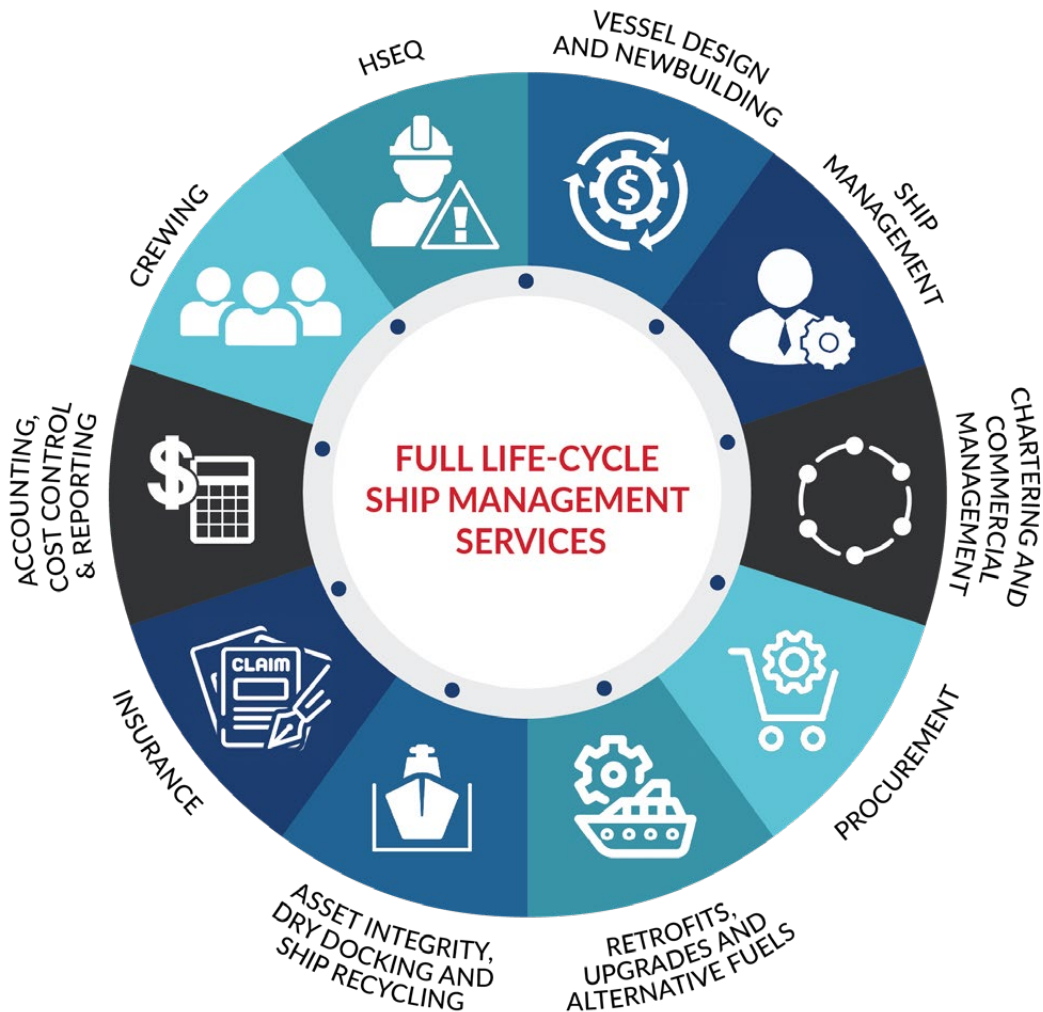 HSEQ
VESSEL DESIGN
AND NEWBUILDING
SHIP
MANAGEMENT
CHARTERING AND
COMMERCIAL
MANAGEMENT
PROCUREMENT
RETROFITS,
UPGRADES AND
ALTERNATIVE FUELS
ASSET INTEGRITY,
DRY DOCKING AND
SHIP RECYCLING
INSURANCE
ACCOUNTING,
COST CONTROL
& REPORTING
CREWING
$
$
CLAIM
FULL LIFE-CYCLE
SHIP MANAGEMENT
SERVICES